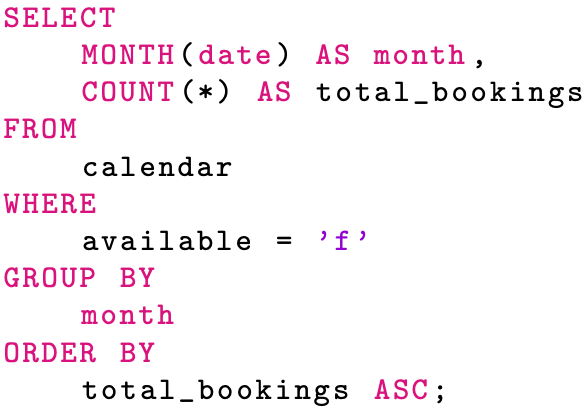 SELECT
    MONTH(date) AS month,
    COUNT(*) AS total_bookings
FROM
    calendar
WHERE
    available = 'f'
GROUP BY
    month
ORDER BY
    total_bookings ASC;